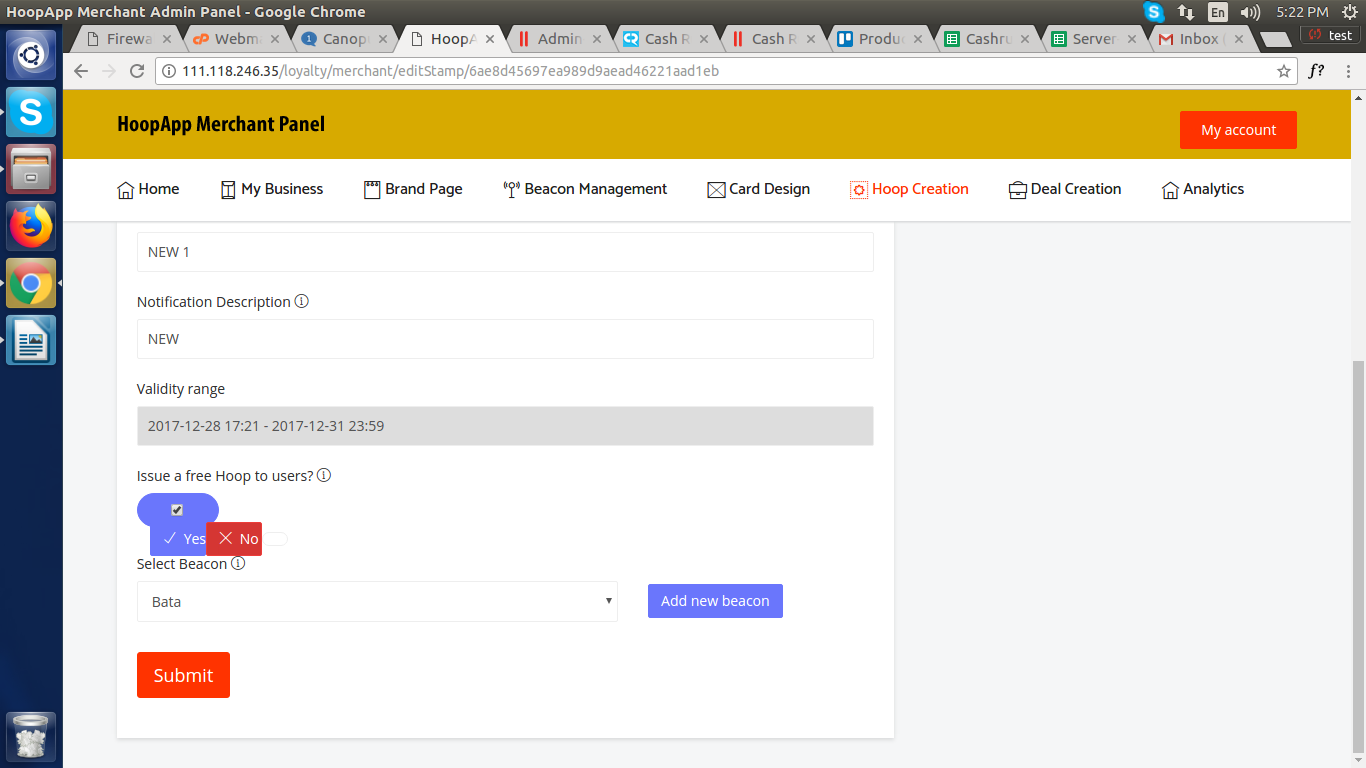 HoopApp Merchant Admin Panel - Google Chrome
En
5:22 PM
Firewa
Webma
Canop
HoopA
Admin
Cash R
Cash R
Produ
Cashru
Server
Inbox (
test
111.118.246.35/loyalty/merchant/editStamp/6ae8d45697ea989d9aead46221aad1eb
f?
HoopApp Merchant Panel
My account
Home
My Business
Brand Page
Beacon Management
Card Design
Hoop Creation
Deal Creation
Analytics
NEW 1
Notification Description
NEW
Validity range
2017-12-28 17:21 - 2017-12-31 23:59
Issue a free Hoop to users?
Yes
No
Select Beacon
Bata
Add new beacon
Submit